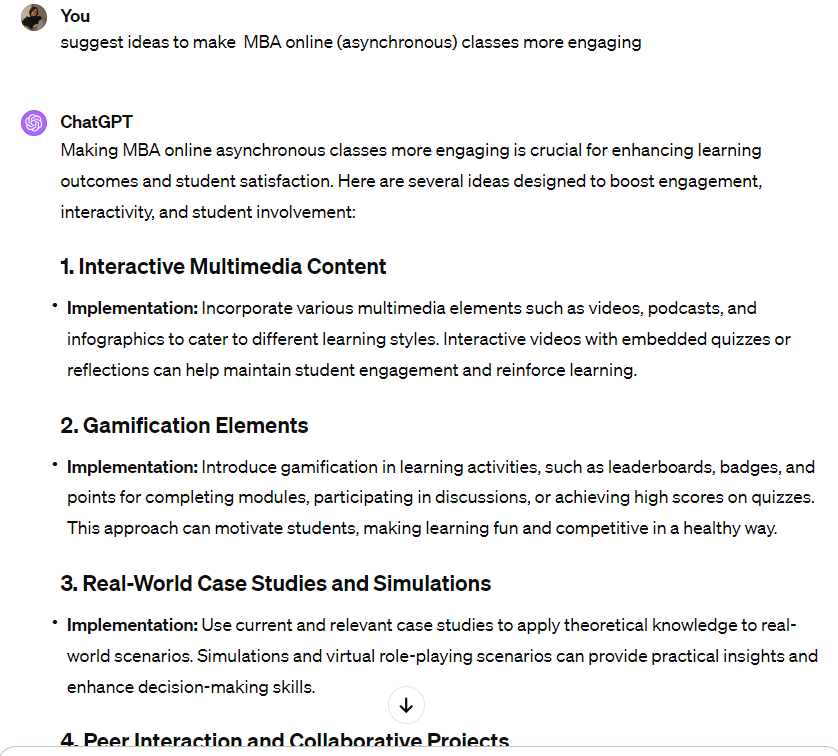 You
suggest ideas to make  MBA online (asynchronous) classes more engaging
ChatGPT
Making MBA online asynchronous classes more engaging is crucial for enhancing learning
outcomes and student satisfaction. Here are several ideas designed to boost engagement,
interactivity, and student involvement:
1. Interactive Multimedia Content
• Implementation: Incorporate various multimedia elements such as videos, podcasts, and
infographics to cater to different learning styles. Interactive videos with embedded quizzes or
reflections can help maintain student engagement and reinforce learning.
2. Gamification Elements
• Implementation: Introduce gamification in learning activities, such as leaderboards, badges, and
points for completing modules, participating in discussions, or achieving high scores on quizzes.
This approach can motivate students, making learning fun and competitive in a healthy way.
3. Real-World Case Studies and Simulations
• Implementation: Use current and relevant case studies to apply theoretical knowledge to real-
world scenarios. Simulations and virtual role-playing scenarios can provide practical insights and
enhance decision-making skills.
4. Peer Interaction and Collaborative Projects